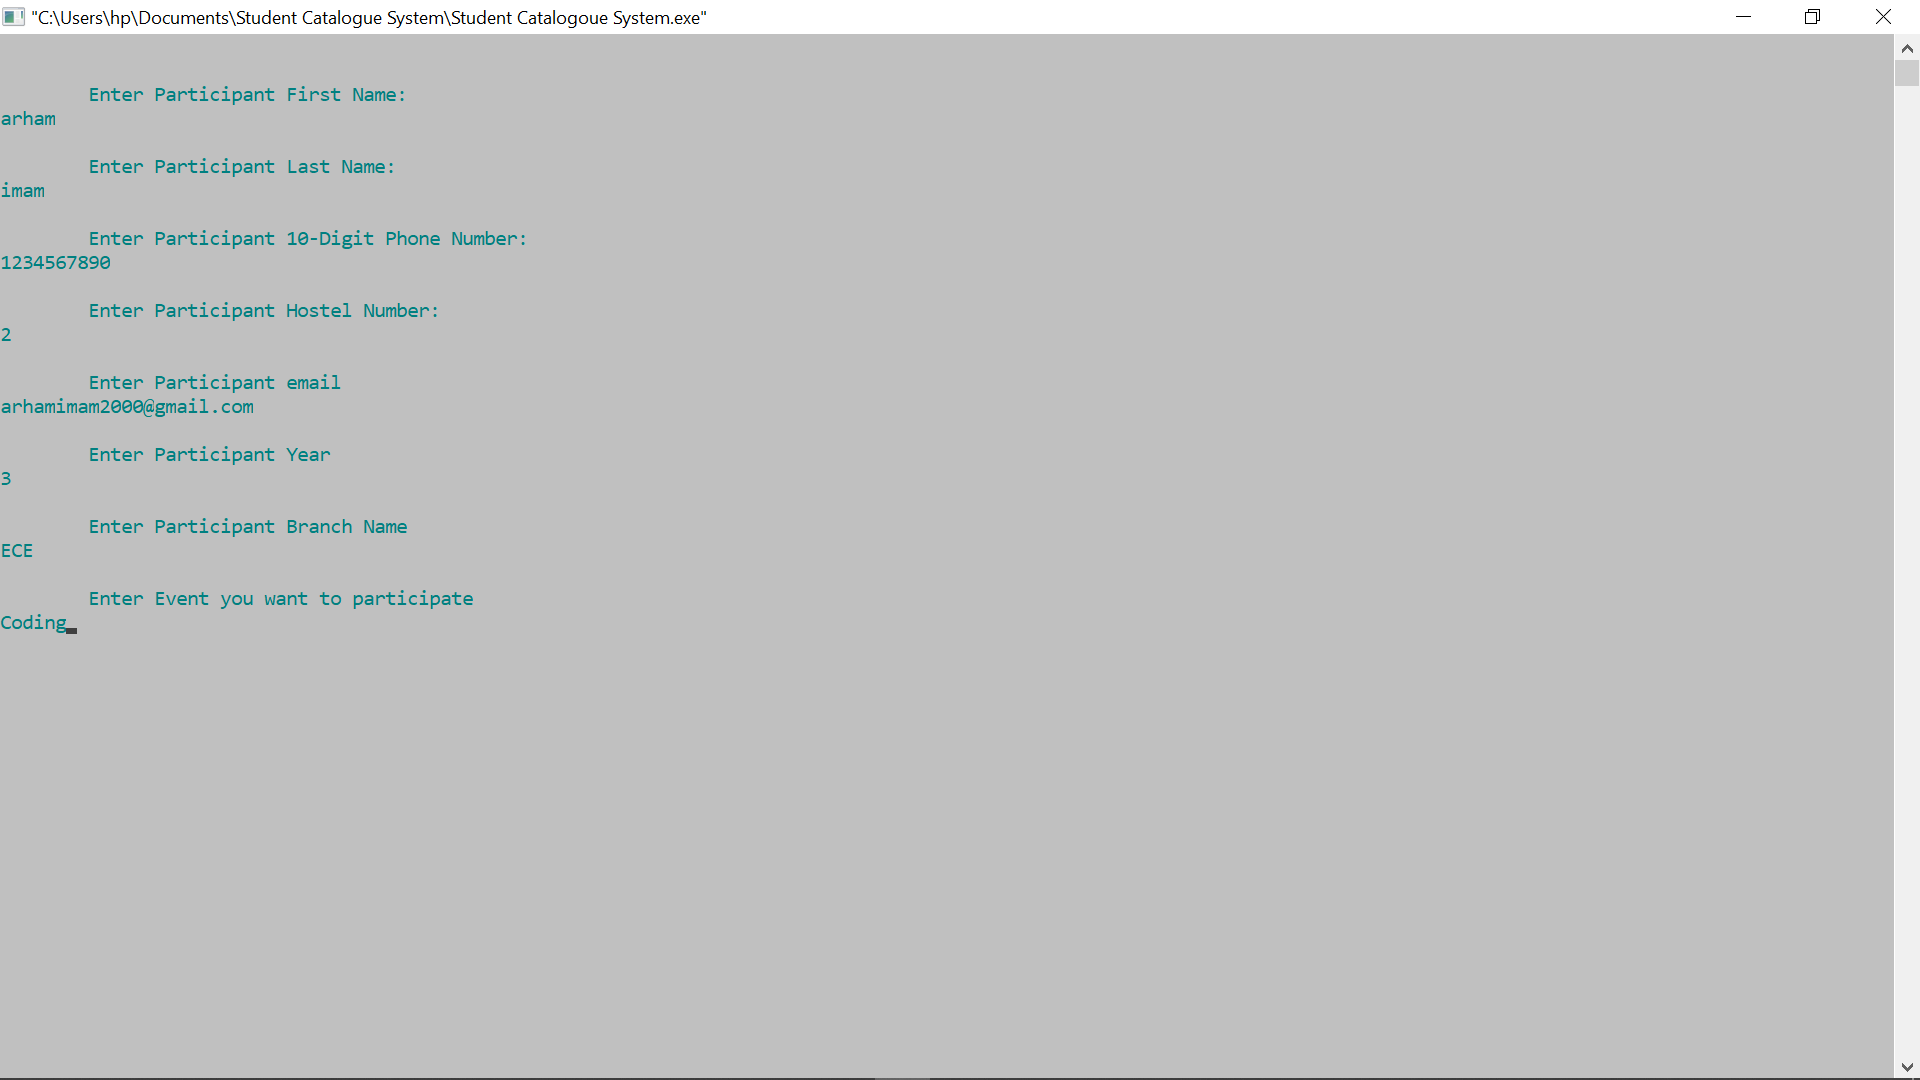 "C:\Users\hp\Documents\Student Catalogue System\Student Catalogoue System.exe"
Enter Participant First Name:
arham
Enter Participant Last Name:
imam
Enter Participant 10-Digit Phone Number:
1234567890
Enter Participant Hostel Number:
2
Enter Participant email
arhamimam2000@gmail.com
Enter Participant Year
3
Enter Participant Branch Name
ECE
Enter Event you want to participate
Coding